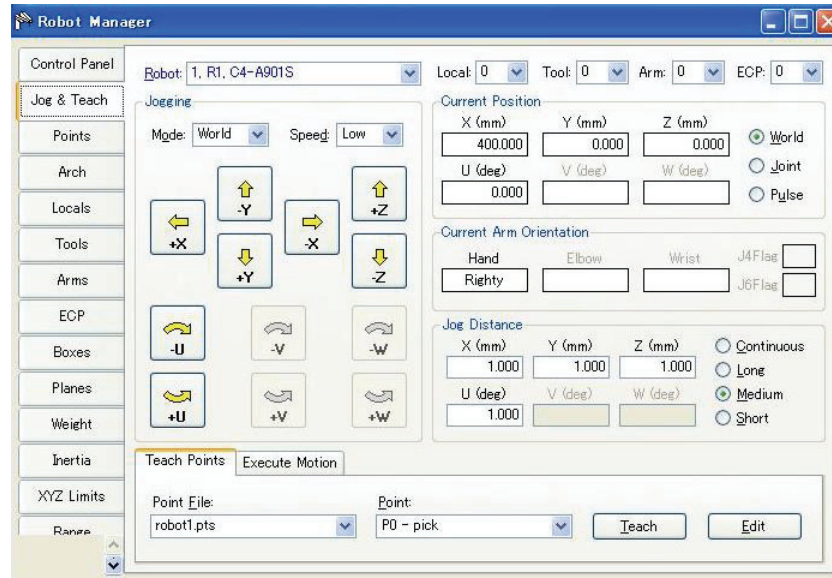 Robot Manager
Control Panel
Jog & Teach
Points
Arch
Locals
Tools
Arms
ECP
Boxes
Planes
Weight
Inertia
XYZ Limits
Range
Robot: 1, R1, C4-A901S
Local: 0 Tool: 0 Arm: 0 ECP: 0
Jogging
Mode: World Speed: Low
+X
-Y
+Y
-X
+Z
-Z
-U -V -W
+U +V +W
Current Position
X (mm) Y (mm) Z (mm)
400.000 0.000 0.000
U (deg) V (deg) W (deg)
0.000
World
Joint
Pulse
Current Arm Orientation
Hand Elbow Wrist
Righty
J4Flag
J6Flag
Jog Distance
X (mm) Y (mm) Z (mm)
1.000 1.000 1.000
U (deg) V (deg) W (deg)
1.000
Continuous
Long
Medium
Short
Teach Points Execute Motion
Point File: Point:
robot1.pts P0 - pick Teach Edit